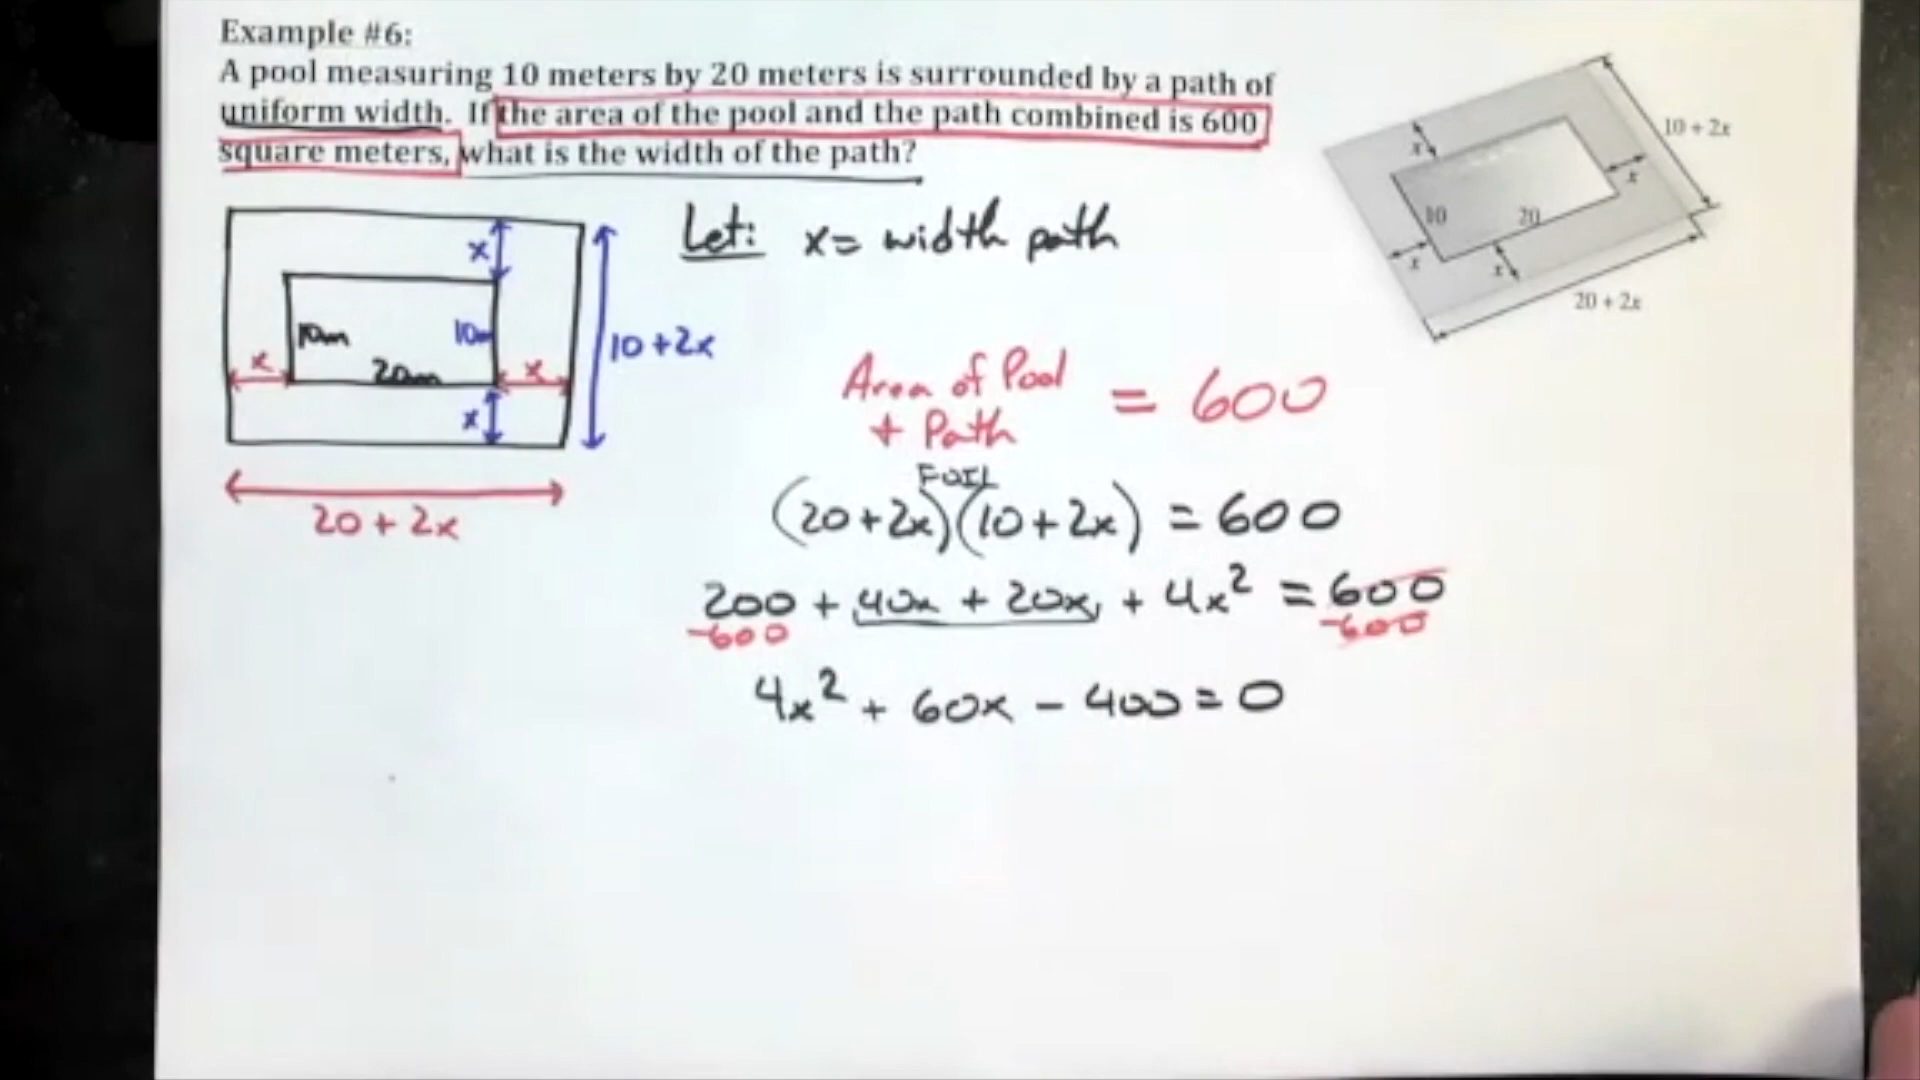 Example #6:
A pool measuring 10 meters by 20 meters is surrounded by a path of
uniform width. If the area of the pool and the path combined is 600
square meters, what is the width of the path?
x
10m
10m
20m
x
x
x
10+2x
20 + 2x
Let: x = width path
Area of Pool
+ Path
= 600
FOIL
(20+2x)(10+2x) = 600
200 + 40x + 20x + 4x² = 600
-600 -600
4x² + 60x - 400 = 0
10 + 2x
x
x
10
20
x
x
20 + 2x